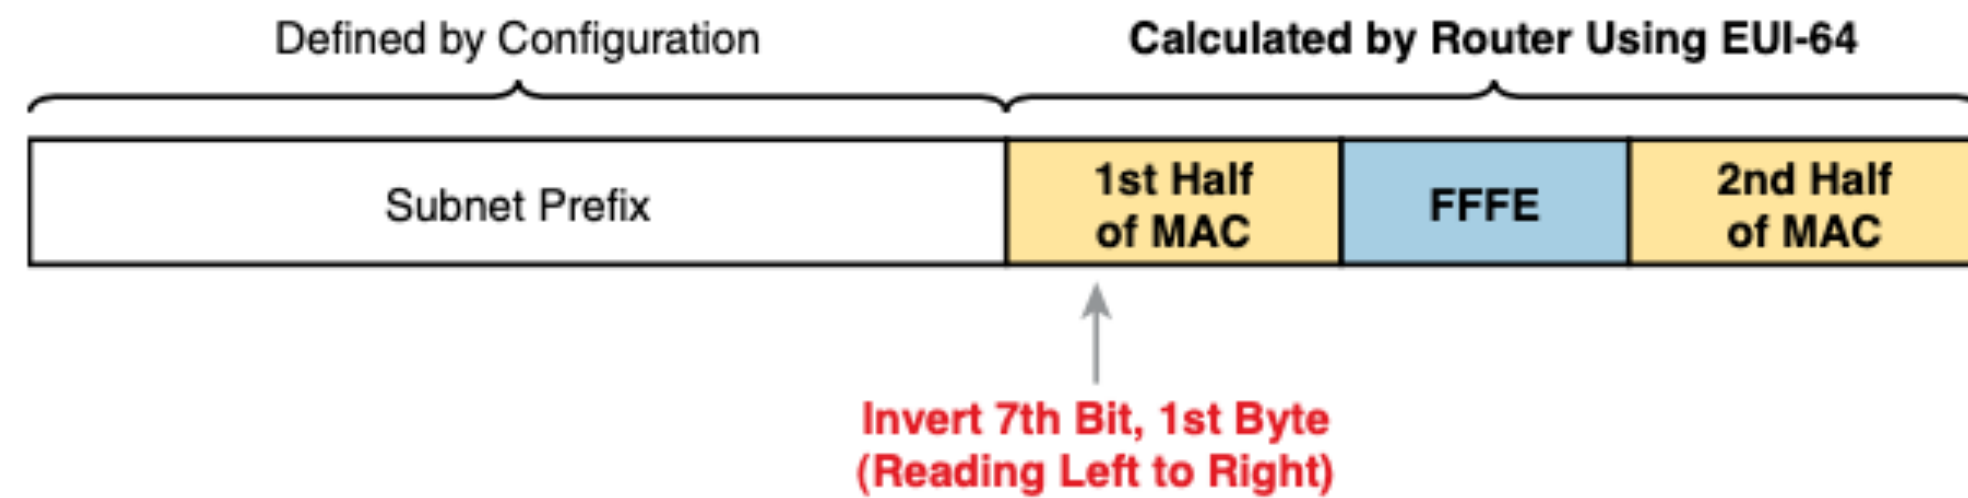 Defined by Configuration
Calculated by Router Using EUI-64
Subnet Prefix
1st Half
of MAC
FFFE
2nd Half
of MAC
Invert 7th Bit, 1st Byte
(Reading Left to Right)